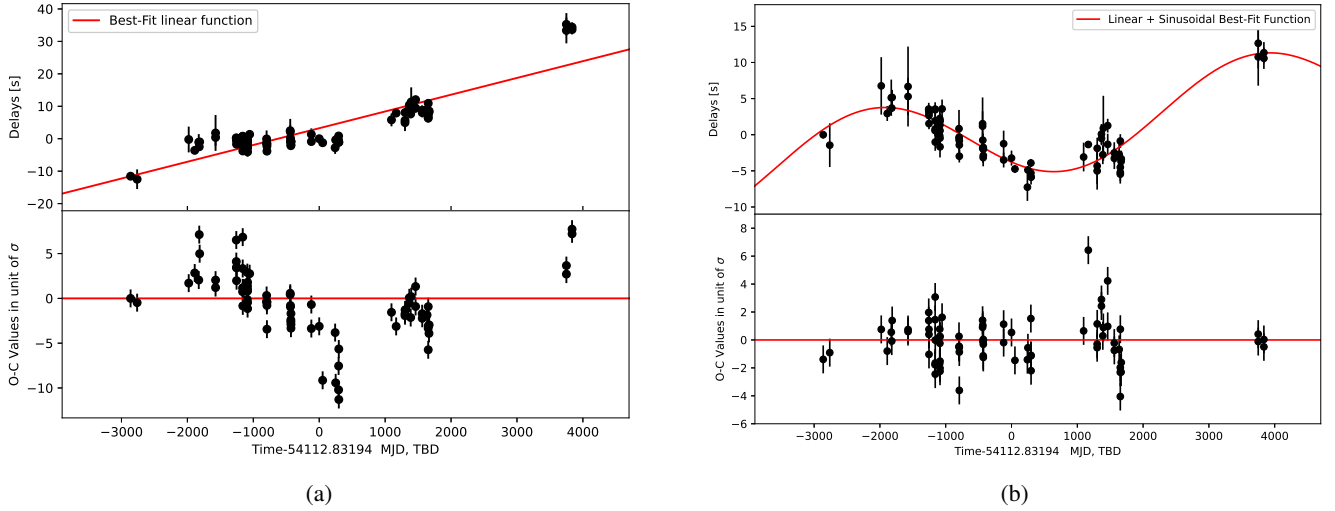 Best-Fit linear function
40
30
20
10
0
−10
−20
Delays [s]
5
0
−5
−10
O-C Values in unit of σ
−3000 −2000 −1000 0 1000 2000 3000 4000
Time-54112.83194 MJD, TBD
(a)
Linear + Sinusoidal Best-Fit Function
15
10
5
0
−5
−10
Delays [s]
8
6
4
2
0
−2
−4
−6
O-C Values in unit of σ
−3000 −2000 −1000 0 1000 2000 3000 4000
Time-54112.83194 MJD, TBD
(b)